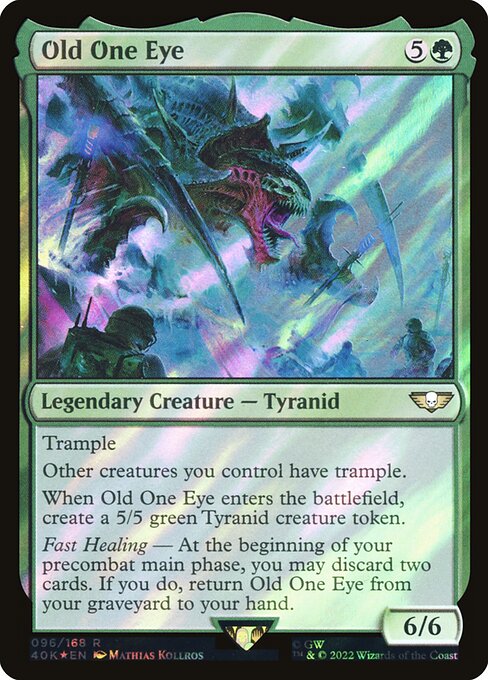 Old One Eye 5
Legendary Creature — Tyranid
Trample
Other creatures you control have trample.
When Old One Eye enters the battlefield,
create a 5/5 green Tyranid creature token.
Fast Healing — At the beginning of your
precombat main phase, you may discard two
cards. If you do, return Old One Eye from
your graveyard to your hand.
6/6
096/168 R
40K★EN Mathias Kollros
© GW
™ & © 2022 Wizards of the Coast